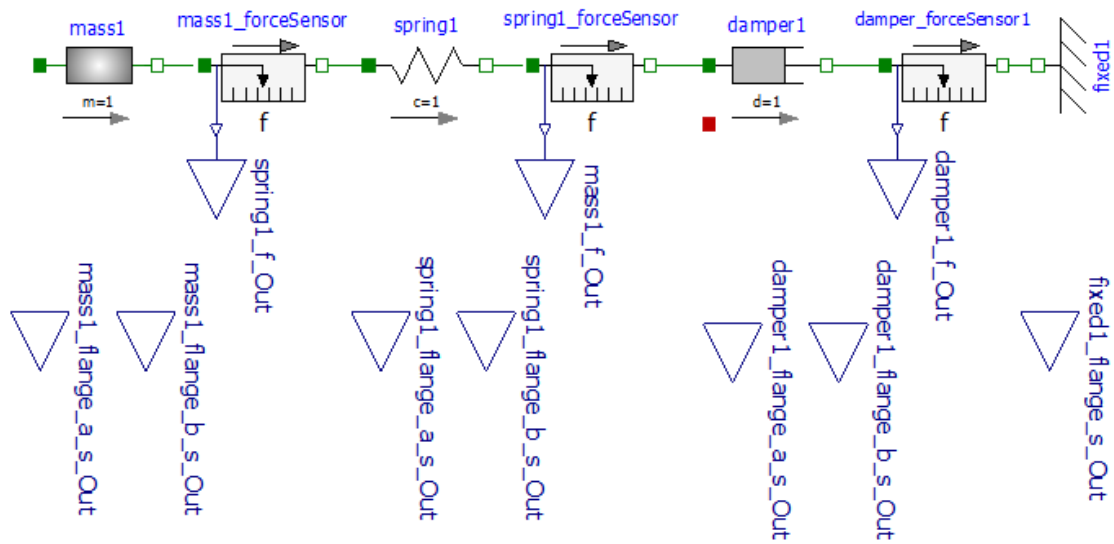 mass1
mass1_forceSensor
spring1
spring1_forceSensor
damper1
damper_forceSensor1
fixed1
m=1
f
c=1
f
d=1
f
spring1_f_Out
mass1_f_Out
damper1_f_Out
mass1_flange_a_s_Out
mass1_flange_b_s_Out
spring1_flange_a_s_Out
spring1_flange_b_s_Out
damper1_flange_a_s_Out
damper1_flange_b_s_Out
fixed1_flange_s_Out